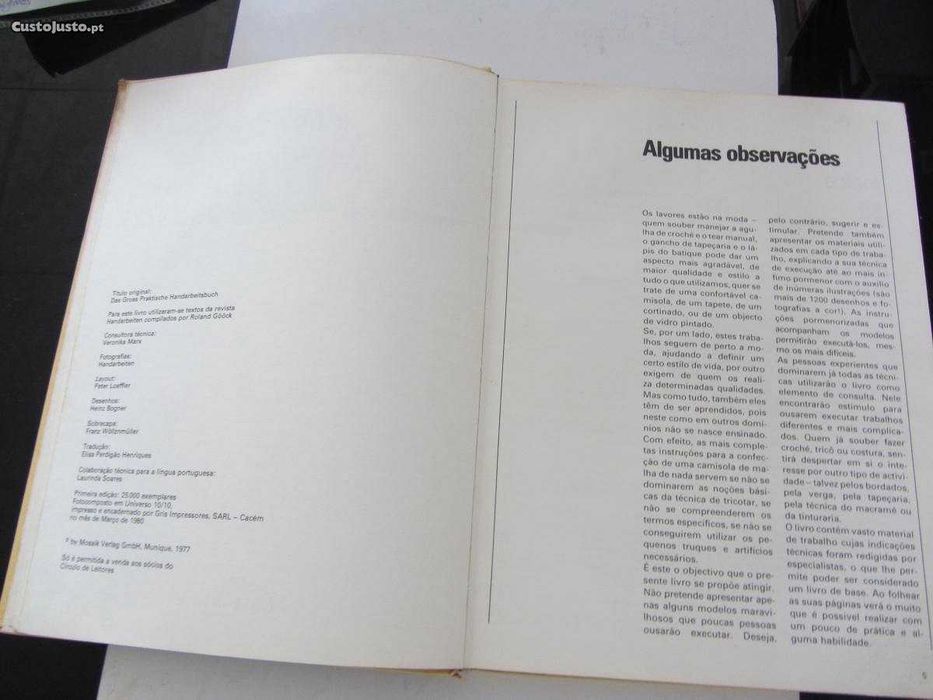 CustoJusto.pt
Título original:
Das Gross Praktische Handarbeitsbuch
Para este livro utilizaram-se textos da revista
Handarbeiten compilados por Roland Gööck
Consultora técnica:
Veronika Marx
Fotografias:
Handarbeiten
Layout:
Peter Loeffler
Desenhos:
Heinz Bogner
Sobrecapa:
Franz Wöllzmüller
Tradução:
Elisa Perdigão Henriques
Colaboração técnica para a língua portuguesa:
Laurinda Soares
Primeira edição: 25.000 exemplares
Fotocomposto em Universo 10/10,
impresso e encadernado por Gris Impressores, SARL – Cacém
no mês de Março de 1980
© by Mosaik Verlag GmbH, Munique, 1977
Só é permitida a venda aos sócios do
Círculo de Leitores
Algumas observações
Os lavores estão na moda –
quem souber manejar a agu-
lha de croché e o tear manual,
o gancho de tapeçaria e o lá-
pis do batique pode dar um
aspecto mais agradável, de
maior qualidade e estilo a
tudo o que utilizamos, quer se
trate de uma confortável ca-
misola, de um tapete, de um
cortinado, ou de um objecto
de vidro pintado.
Se, por um lado, estes traba-
lhos seguem de perto a mo-
da, ajudando a definir um
certo estilo de vida, por outro
exigem de quem os reali-
za determinadas qualidades.
Mas como tudo, também eles
têm de ser aprendidos, pois
neste como em outros domí-
nios não se nasce ensinado.
Com efeito, as mais comple-
tas instruções para a confec-
ção de uma camisola de ma-
lha de nada servem se não se
dominarem as noções bási-
cas da técnica de tricotar, se
não se compreenderem os
termos específicos, se não se
conseguirem utilizar os pe-
quenos truques e artifícios
necessários.
É este o objectivo que o pre-
sente livro se propõe atingir.
Não pretende apresentar ape-
nas alguns modelos maravi-
lhosos que poucas pessoas
ousarão executar. Deseja,
pelo contrário, sugerir e es-
timular. Pretende também
apresentar os materiais utili-
zados em cada tipo de traba-
lho, explicando a sua técnica
de execução até ao mais ín-
fimo pormenor com o auxílio
de inúmeras ilustrações (são
mais de 1200 desenhos e fo-
tografias a cor!). As instru-
ções pormenorizadas que
acompanham os modelos
permitirão executá-los, mes-
mo os mais difíceis.
As pessoas experientes que
dominarem já todas as técni-
cas utilizarão o livro como
elemento de consulta. Nele
encontrarão estímulo para
ousarem executar trabalhos
diferentes e mais complica-
dos. Quem já souber fazer
croché, tricô ou costura, sen-
tirá despertar em si o inte-
resse por outro tipo de activi-
dade – talvez pelos bordados,
pela verga, pela tapeçaria,
pela técnica do macramé ou
da tinturaria.
O livro contém vasto material
de trabalho cujas indicações
técnicas foram redigidas por
especialistas, o que lhe per-
mite poder ser considerado
um livro de base. Ao folhear
as suas páginas verá o muito
que é possível realizar com
um pouco de prática e al-
guma habilidade.
5